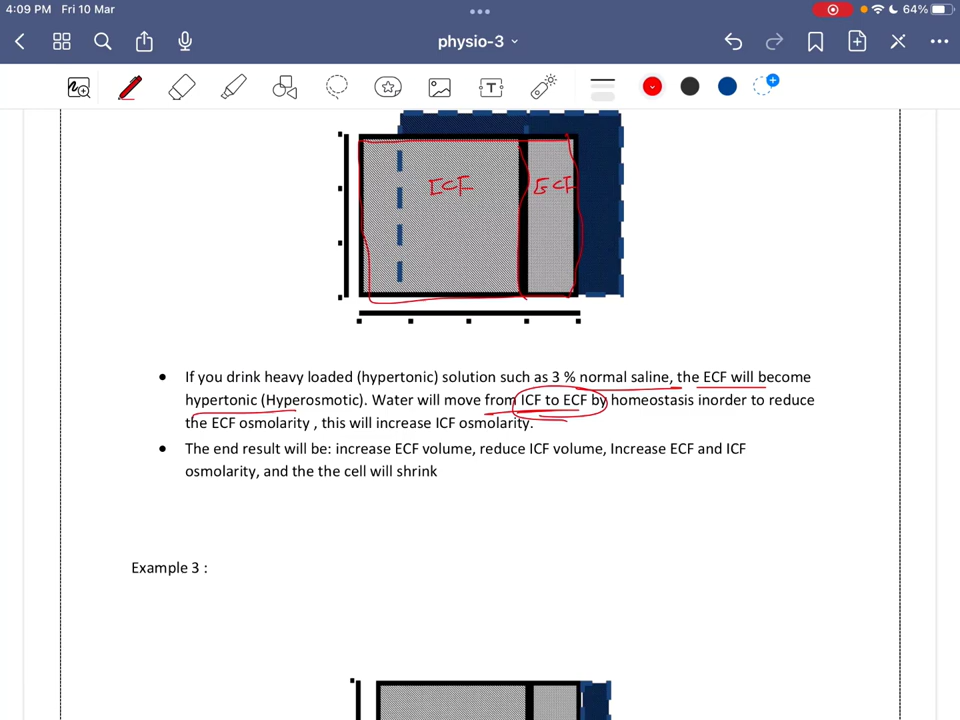 4:09 PM Fri 10 Mar
64%
physio-3
ICF
ECF
If you drink heavy loaded (hypertonic) solution such as 3 % normal saline, the ECF will become
hypertonic (Hyperosmotic). Water will move from ICF to ECF by homeostasis inorder to reduce
the ECF osmolarity , this will increase ICF osmolarity.
The end result will be: increase ECF volume, reduce ICF volume, Increase ECF and ICF
osmolarity, and the the cell will shrink
Example 3 :